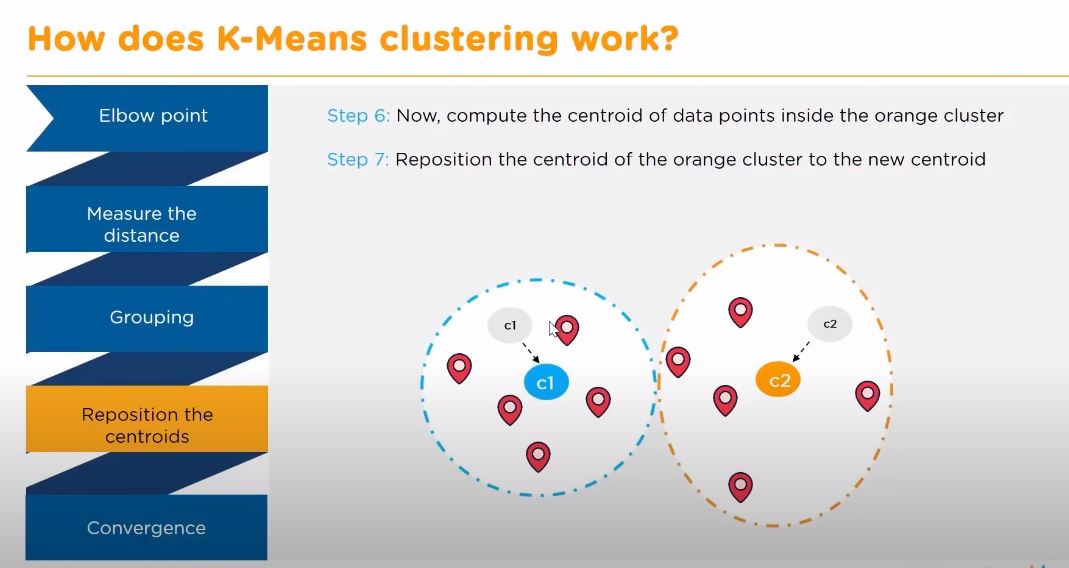 How does K-Means clustering work?
Elbow point
Measure the
distance
Grouping
Reposition the
centroids
Convergence
Step 6: Now, compute the centroid of data points inside the orange cluster
Step 7: Reposition the centroid of the orange cluster to the new centroid
c1
c2
c1
c2